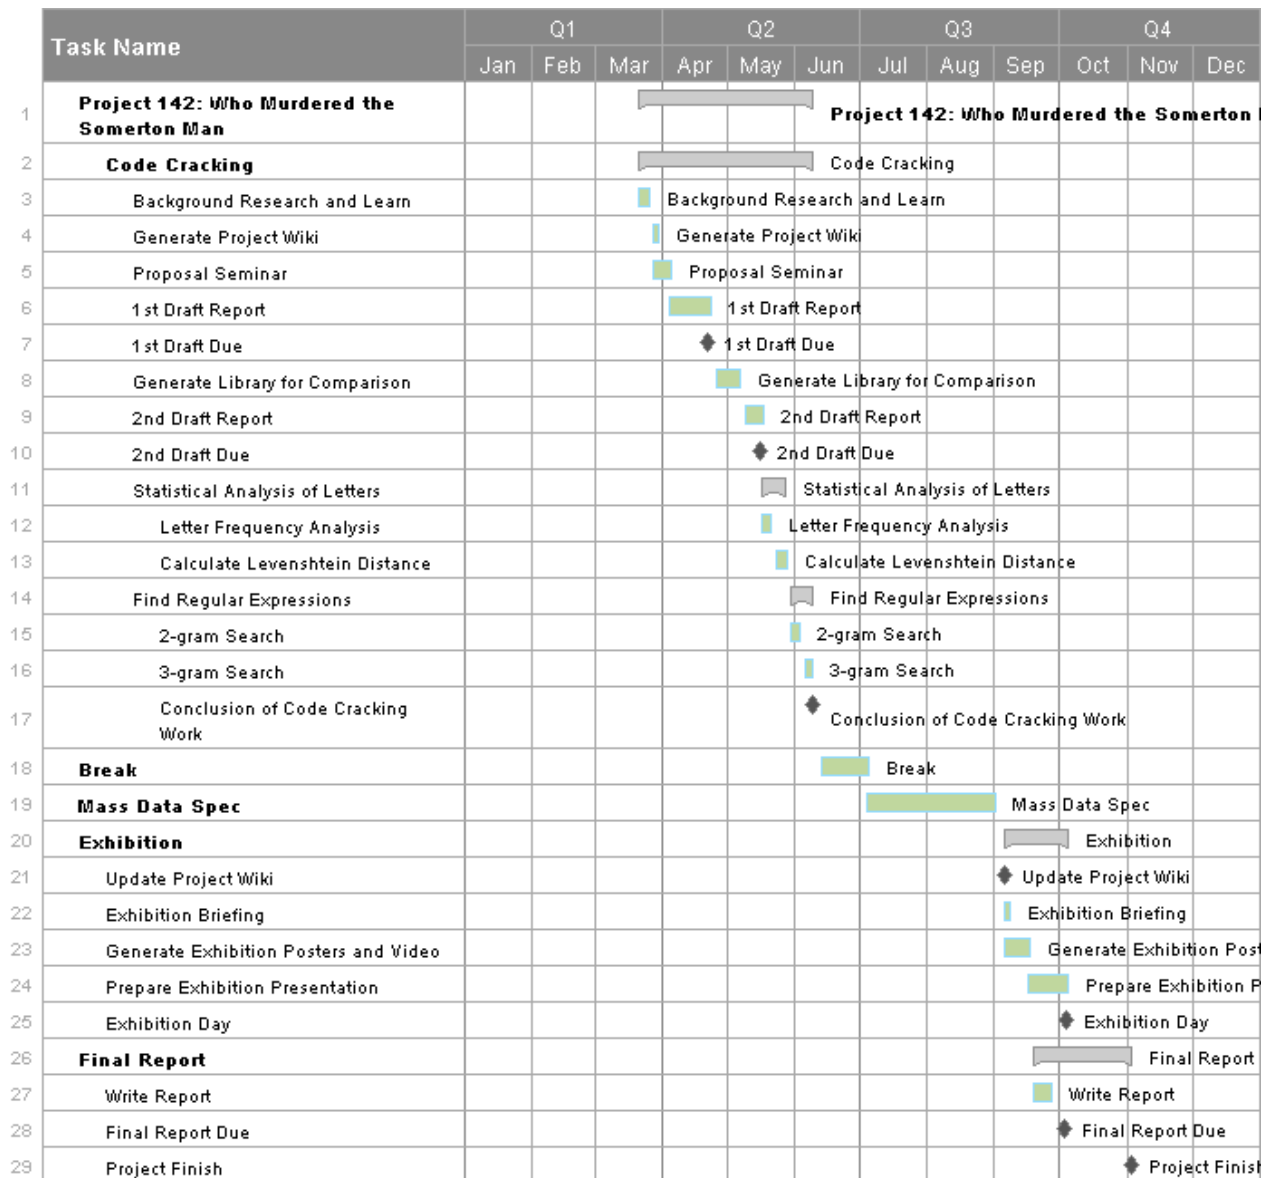 Task Name
Q1 Q2 Q3 Q4
Jan Feb Mar Apr May Jun Jul Aug Sep Oct Nov Dec
1 Project 142: Who Murdered the
Somerton Man
Project 142: Who Murdered the Somerton
2 Code Cracking Code Cracking
3 Background Research and Learn Background Research and Learn
4 Generate Project Wiki Generate Project Wiki
5 Proposal Seminar Proposal Seminar
6 1st Draft Report 1st Draft Report
7 1st Draft Due 1st Draft Due
8 Generate Library for Comparison Generate Library for Comparison
9 2nd Draft Report 2nd Draft Report
10 2nd Draft Due 2nd Draft Due
11 Statistical Analysis of Letters Statistical Analysis of Letters
12 Letter Frequency Analysis Letter Frequency Analysis
13 Calculate Levenshtein Distance Calculate Levenshtein Distance
14 Find Regular Expressions Find Regular Expressions
15 2-gram Search 2-gram Search
16 3-gram Search 3-gram Search
17 Conclusion of Code Cracking
Work
Conclusion of Code Cracking Work
18 Break Break
19 Mass Data Spec Mass Data Spec
20 Exhibition Exhibition
21 Update Project Wiki Update Project Wiki
22 Exhibition Briefing Exhibition Briefing
23 Generate Exhibition Posters and Video Generate Exhibition Post
24 Prepare Exhibition Presentation Prepare Exhibition P
25 Exhibition Day Exhibition Day
26 Final Report Final Report
27 Write Report Write Report
28 Final Report Due Final Report Due
29 Project Finish Project Finish